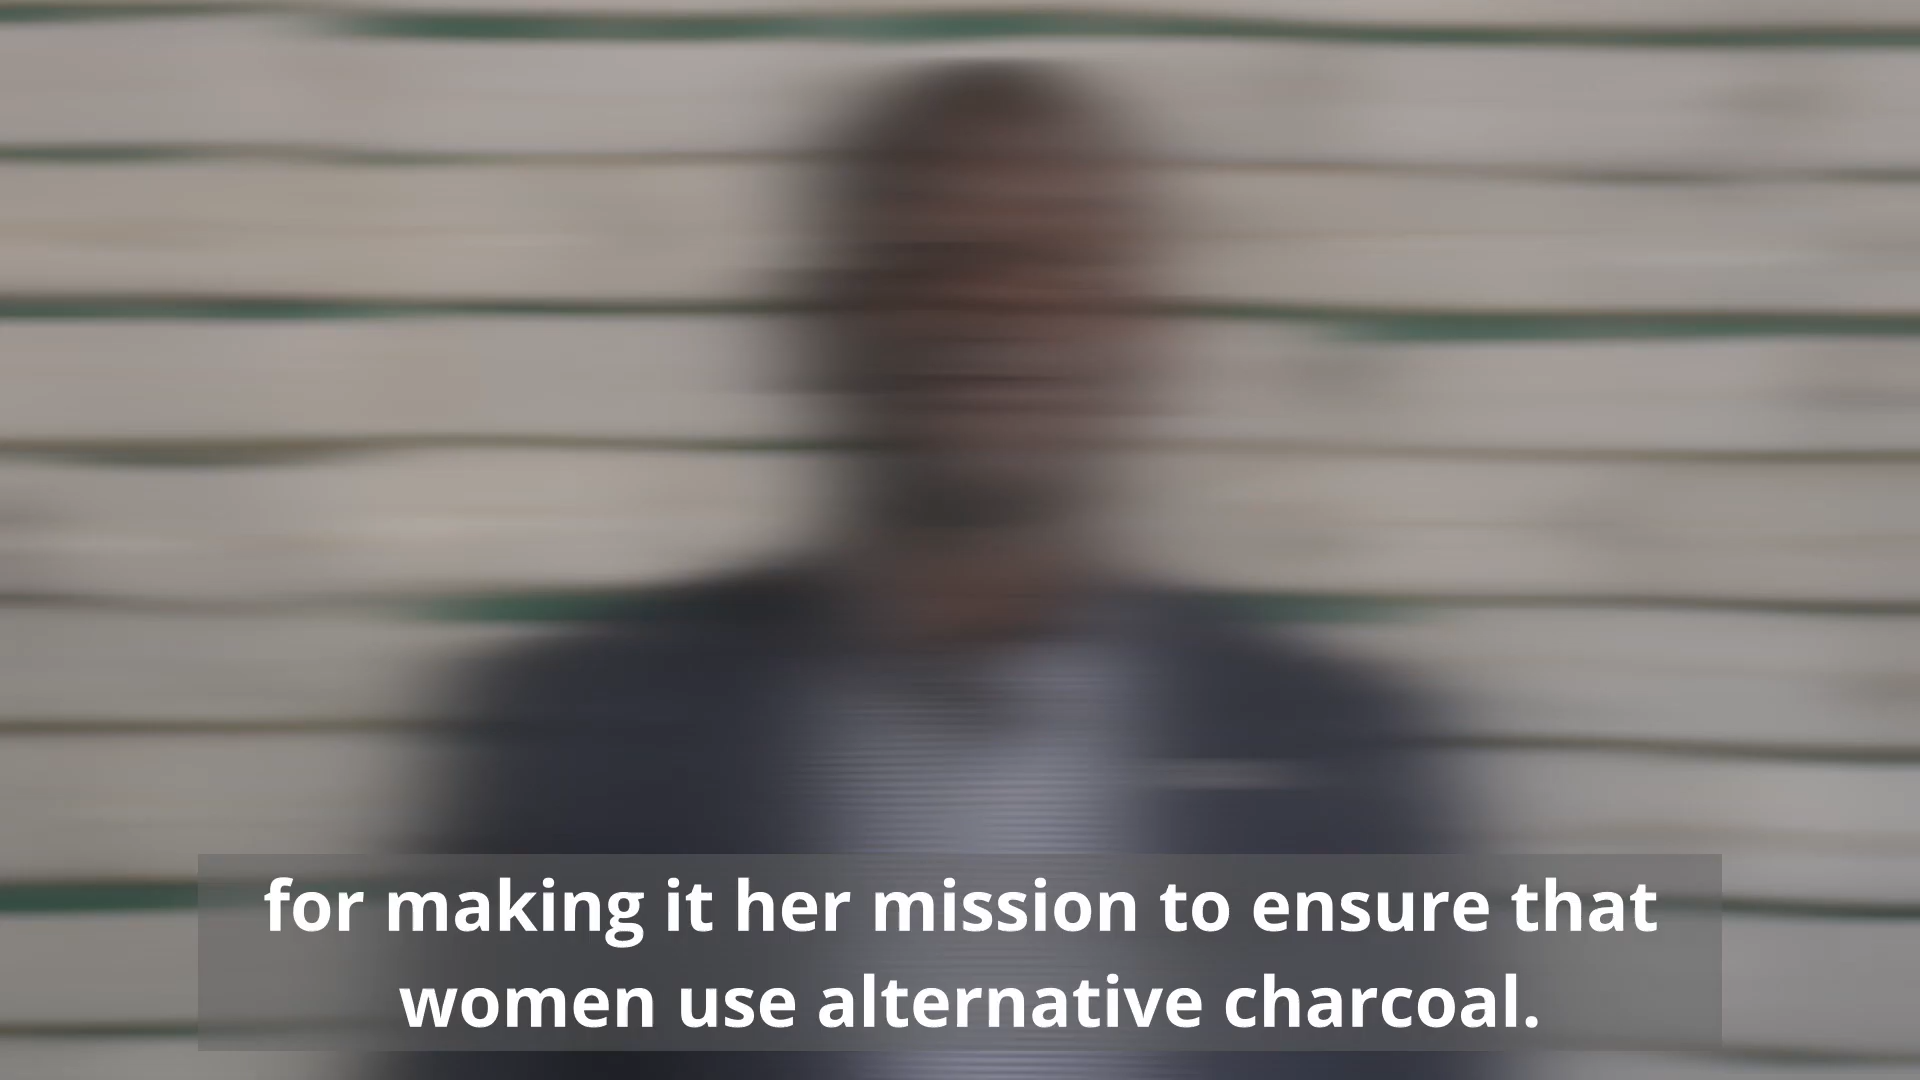 for making it her mission to ensure that
women use alternative charcoal.